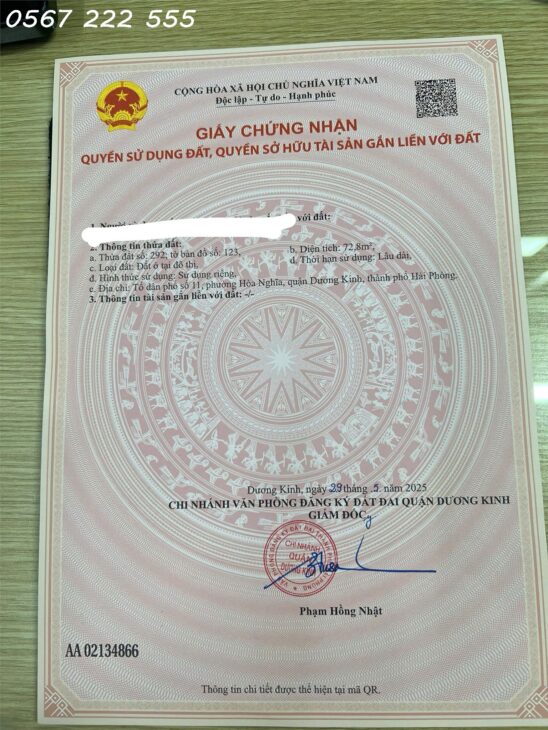 0567 222 555
CỘNG HÒA XÃ HỘI CHỦ NGHĨA VIỆT NAM
Độc lập - Tự do - Hạnh phúc
GIẤY CHỨNG NHẬN
QUYỀN SỬ DỤNG ĐẤT, QUYỀN SỞ HỮU TÀI SẢN GẮN LIỀN VỚI ĐẤT
1. Người với đất:
2. Thông tin thửa đất:
a. Thửa đất số: 292; tờ bản đồ số: 123, b. Diện tích: 72,8m²,
c. Loại đất: Đất ở tại đô thị, d. Thời hạn sử dụng: Lâu dài,
đ. Hình thức sử dụng: Sử dụng riêng,
e. Địa chỉ: Tổ dân phố số 11, phường Hòa Nghĩa, quận Dương Kinh, thành phố Hải Phòng.
3. Thông tin tài sản gắn liền với đất: -/-
Dương Kinh, ngày 29 tháng 5 năm 2025
CHI NHÁNH VĂN PHÒNG ĐĂNG KÝ ĐẤT ĐAI QUẬN DƯƠNG KINH
GIÁM ĐỐC
CHI NHÁNH
QUẬN
DƯƠNG KINH
Phạm Hồng Nhật
AA 02134866
Thông tin chi tiết được thể hiện tại mã QR.